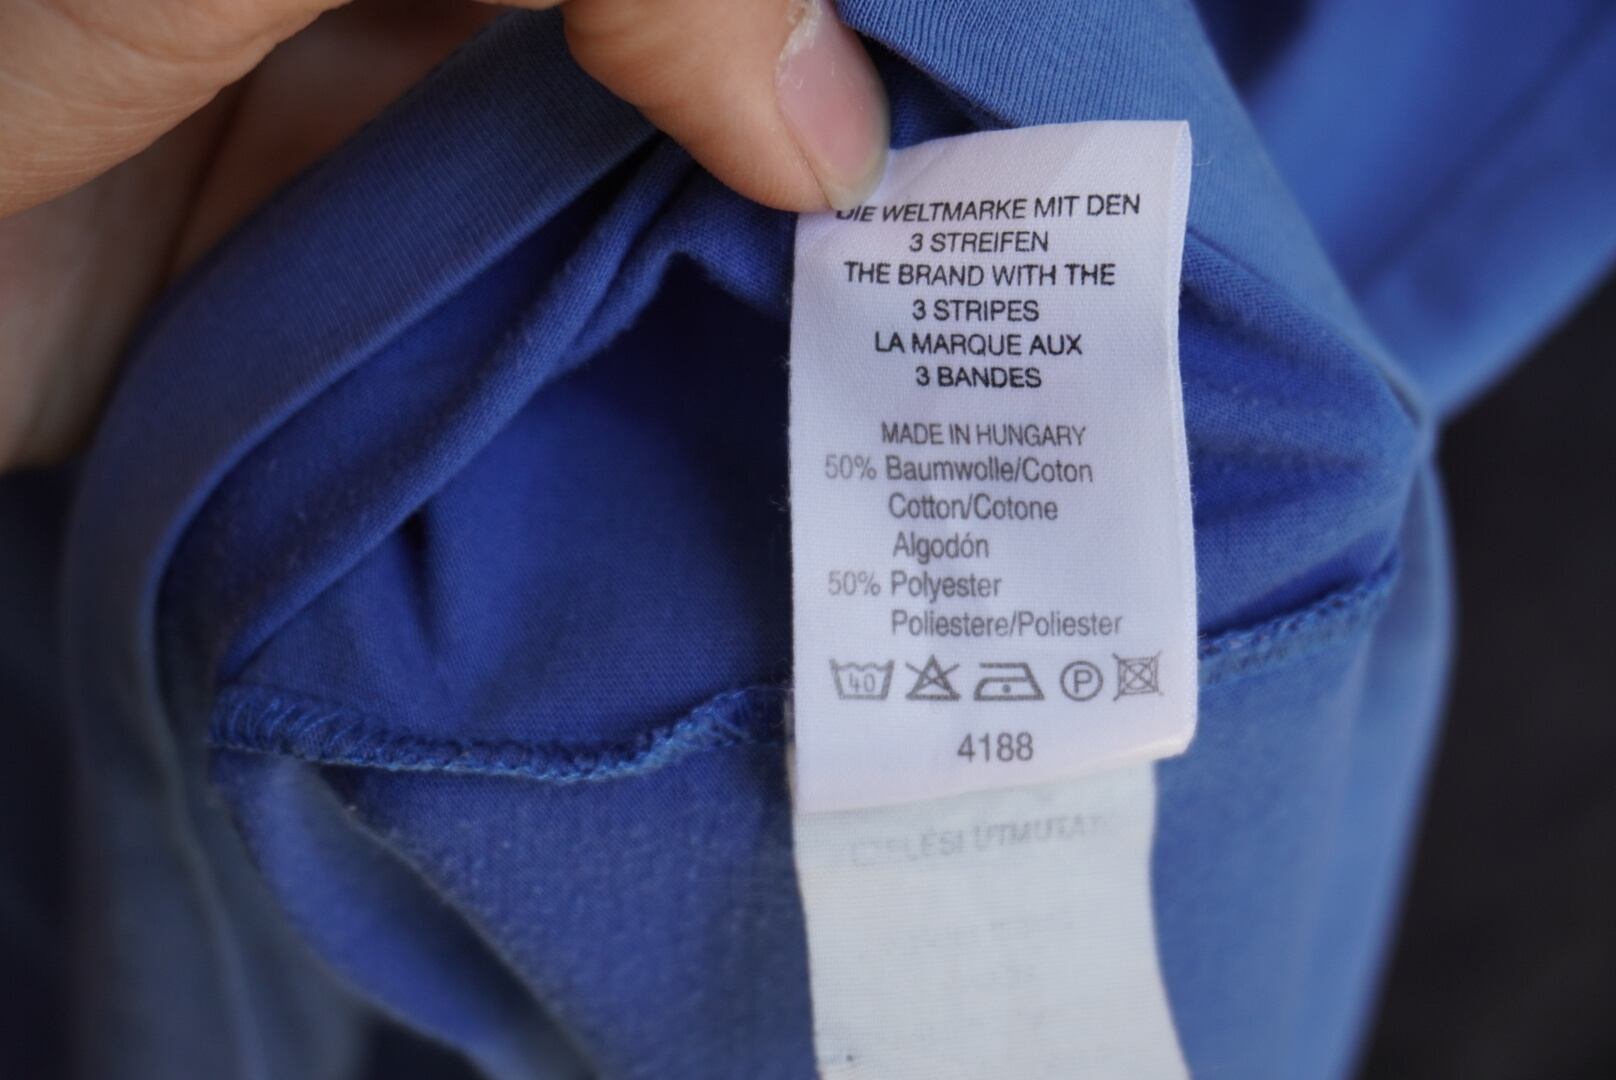 DIE WELTMARKE MIT DEN
3 STREIFEN
THE BRAND WITH THE
3 STRIPES
LA MARQUE AUX
3 BANDES
MADE IN HUNGARY
50% Baumwolle/Coton
Cotton/Cotone
Algodón
50% Polyester
Poliestere/Poliester
40 P
4188